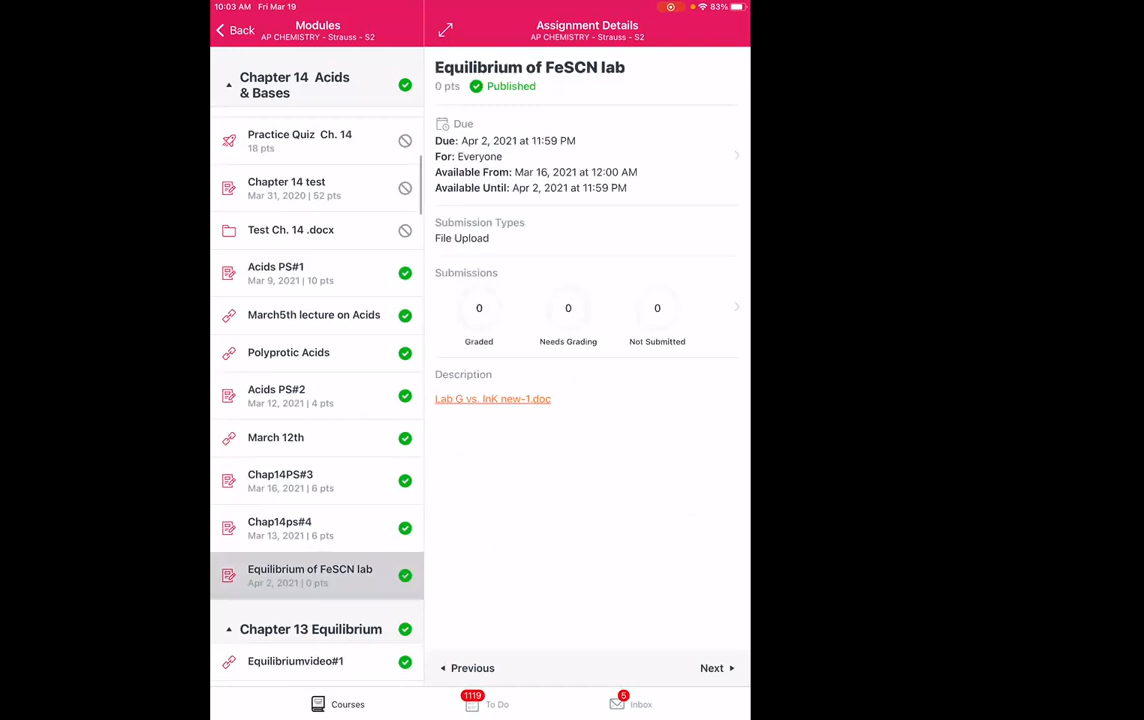 10:03 AM Fri Mar 19
83%
Back
Modules
AP CHEMISTRY - Strauss - S2
Assignment Details
AP CHEMISTRY - Strauss - S2
Chapter 14 Acids
& Bases
Practice Quiz Ch. 14
18 pts
Chapter 14 test
Mar 31, 2020 | 52 pts
Test Ch. 14 .docx
Acids PS#1
Mar 9, 2021 | 10 pts
March5th lecture on Acids
Polyprotic Acids
Acids PS#2
Mar 12, 2021 | 4 pts
March 12th
Chap14PS#3
Mar 16, 2021 | 6 pts
Chap14ps#4
Mar 13, 2021 | 6 pts
Equilibrium of FeSCN lab
Apr 2, 2021 | 0 pts
Chapter 13 Equilibrium
Equilibriumvideo#1
Equilibrium of FeSCN lab
0 pts Published
Due
Due: Apr 2, 2021 at 11:59 PM
For: Everyone
Available From: Mar 16, 2021 at 12:00 AM
Available Until: Apr 2, 2021 at 11:59 PM
Submission Types
File Upload
Submissions
0 0 0
Graded Needs Grading Not Submitted
Description
Lab G vs. lnK new-1.doc
Previous Next
Courses
1119 To Do
5 Inbox